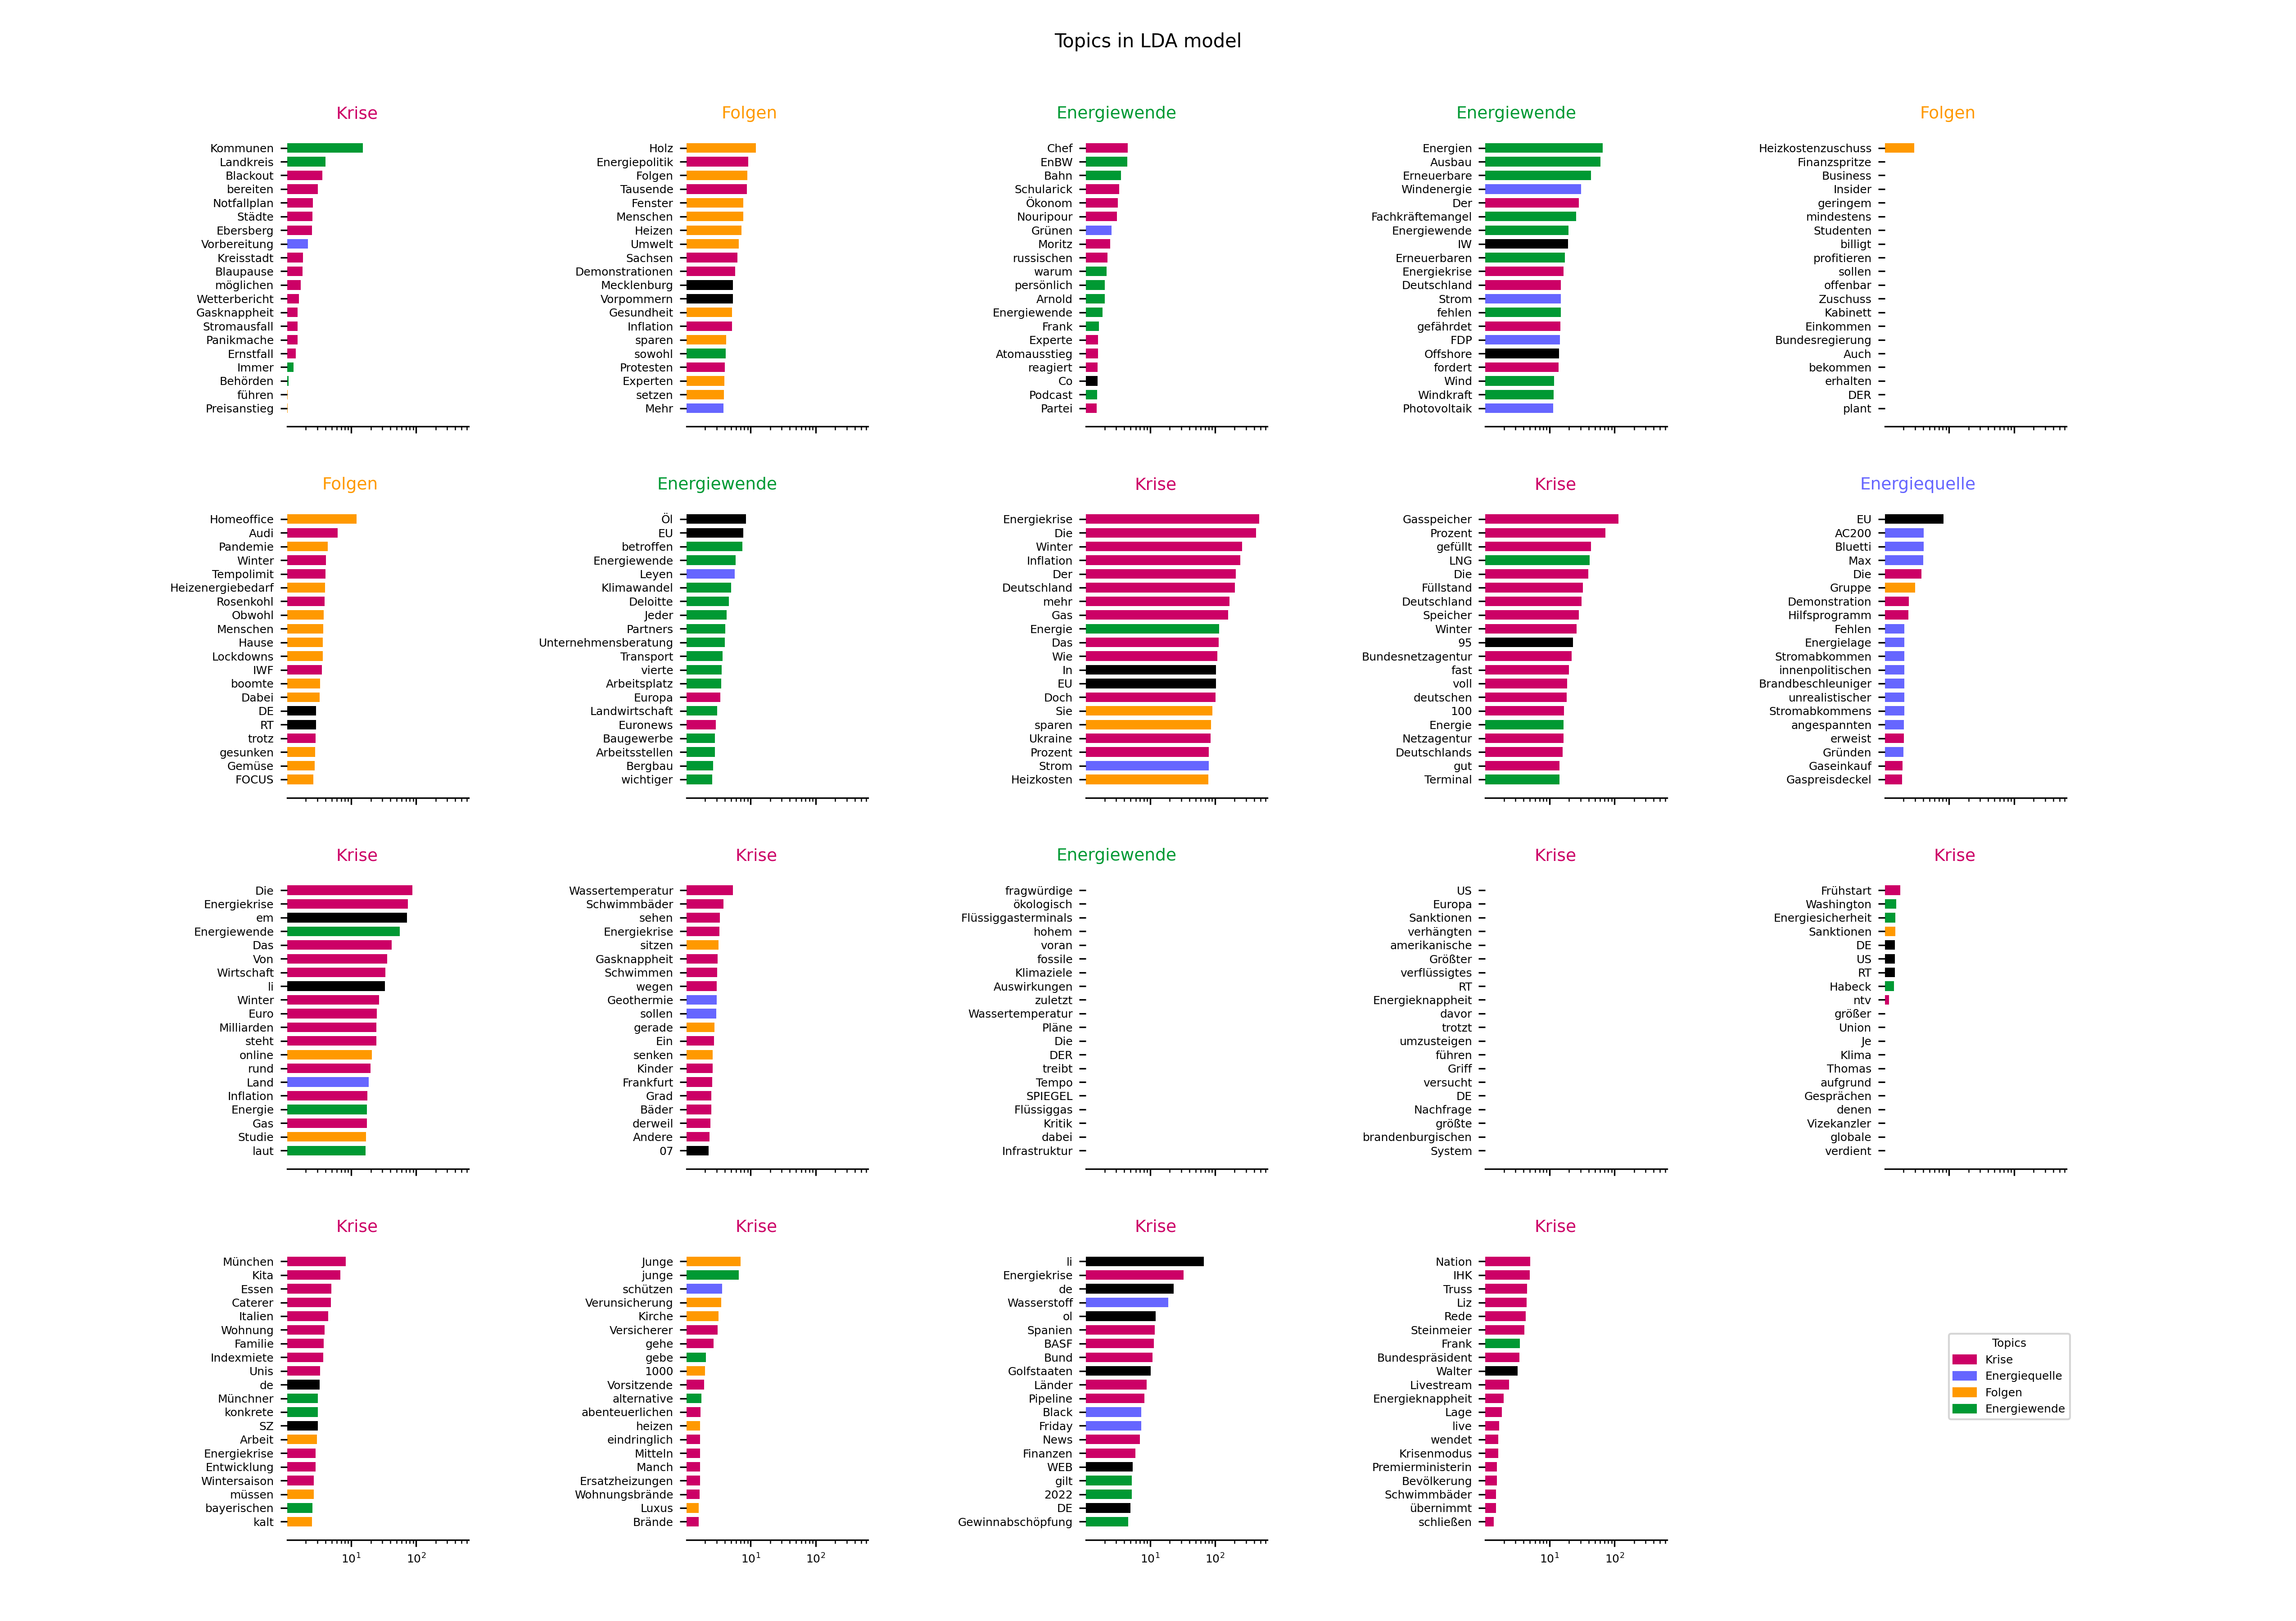 Topics in LDA model
Krise
Kommunen
Landkreis
Blackout
bereiten
Notfallplan
Städte
Ebersberg
Vorbereitung
Kreisstadt
Blaupause
möglichen
Wetterbericht
Gasknappheit
Stromausfall
Panikmache
Ernstfall
Immer
Behörden
führen
Preisanstieg
Folgen
Holz
Energiepolitik
Folgen
Tausende
Fenster
Menschen
Heizen
Umwelt
Sachsen
Demonstrationen
Mecklenburg
Vorpommern
Gesundheit
Inflation
sparen
sowohl
Protesten
Experten
setzen
Mehr
Energiewende
Chef
EnBW
Bahn
Schularick
Ökonom
Nouripour
Grünen
Moritz
russischen
warum
persönlich
Arnold
Energiewende
Frank
Experte
Atomausstieg
reagiert
Co
Podcast
Partei
Energiewende
Energien
Ausbau
Erneuerbare
Windenergie
Der
Fachkräftemangel
Energiewende
IW
Erneuerbaren
Energiekrise
Deutschland
Strom
fehlen
gefährdet
FDP
Offshore
fordert
Wind
Windkraft
Photovoltaik
Folgen
Heizkostenzuschuss
Finanzspritze
Business
Insider
geringem
mindestens
Studenten
billigt
profitieren
sollen
offenbar
Zuschuss
Kabinett
Einkommen
Bundesregierung
Auch
bekommen
erhalten
DER
plant
Folgen
Homeoffice
Audi
Pandemie
Winter
Tempolimit
Heizenergiebedarf
Rosenkohl
Obwohl
Menschen
Hause
Lockdowns
IWF
boomte
Dabei
DE
RT
trotz
gesunken
Gemüse
FOCUS
Energiewende
Öl
EU
betroffen
Energiewende
Leyen
Klimawandel
Deloitte
Jeder
Partners
Unternehmensberatung
Transport
vierte
Arbeitsplatz
Europa
Landwirtschaft
Euronews
Baugewerbe
Arbeitsstellen
Bergbau
wichtiger
Krise
Energiekrise
Die
Winter
Inflation
Der
Deutschland
mehr
Gas
Energie
Das
Wie
In
EU
Doch
Sie
sparen
Ukraine
Prozent
Strom
Heizkosten
Krise
Gasspeicher
Prozent
gefüllt
LNG
Die
Füllstand
Deutschland
Speicher
Winter
95
Bundesnetzagentur
fast
voll
deutschen
100
Energie
Netzagentur
Deutschlands
gut
Terminal
Energiequelle
EU
AC200
Bluetti
Max
Die
Gruppe
Demonstration
Hilfsprogramm
Fehlen
Energielage
Stromabkommen
innenpolitischen
Brandbeschleuniger
unrealistischer
Stromabkommens
angespannten
erweist
Gründen
Gaseinkauf
Gaspreisdeckel
Krise
Die
Energiekrise
em
Energiewende
Das
Von
Wirtschaft
li
Winter
Euro
Milliarden
steht
online
rund
Land
Inflation
Energie
Gas
Studie
laut
Krise
Wassertemperatur
Schwimmbäder
sehen
Energiekrise
sitzen
Gasknappheit
Schwimmen
wegen
Geothermie
sollen
gerade
Ein
senken
Kinder
Frankfurt
Grad
Bäder
derweil
Andere
07
Energiewende
fragwürdige
ökologisch
Flüssiggasterminals
hohem
voran
fossile
Klimaziele
Auswirkungen
zuletzt
Wassertemperatur
Pläne
Die
DER
treibt
Tempo
SPIEGEL
Flüssiggas
Kritik
dabei
Infrastruktur
Krise
US
Europa
Sanktionen
verhängten
amerikanische
Größter
verflüssigtes
RT
Energieknappheit
davor
trotzt
umzusteigen
führen
Griff
versucht
DE
Nachfrage
größte
brandenburgischen
System
Krise
Frühstart
Washington
Energiesicherheit
Sanktionen
DE
US
RT
Habeck
ntv
größer
Union
Je
Klima
Thomas
aufgrund
Gesprächen
denen
Vizekanzler
globale
verdient
Krise
München
Kita
Essen
Caterer
Italien
Wohnung
Familie
Indexmiete
Unis
de
Münchner
konkrete
SZ
Arbeit
Energiekrise
Entwicklung
Wintersaison
müssen
bayerischen
kalt
10¹ 10²
Krise
Junge
junge
schützen
Verunsicherung
Kirche
Versicherer
gehe
gebe
1000
Vorsitzende
alternative
abenteuerlichen
heizen
eindringlich
Mitteln
Manch
Ersatzheizungen
Wohnungsbrände
Luxus
Brände
10¹ 10²
Krise
li
Energiekrise
de
Wasserstoff
ol
Spanien
BASF
Bund
Golfstaaten
Länder
Pipeline
Black
Friday
News
Finanzen
WEB
gilt
2022
DE
Gewinnabschöpfung
10¹ 10²
Krise
Nation
IHK
Truss
Liz
Rede
Steinmeier
Frank
Bundespräsident
Walter
Livestream
Energieknappheit
Lage
live
wendet
Krisenmodus
Premierministerin
Bevölkerung
Schwimmbäder
übernimmt
schließen
10¹ 10²
Topics
Krise
Energiequelle
Folgen
Energiewende